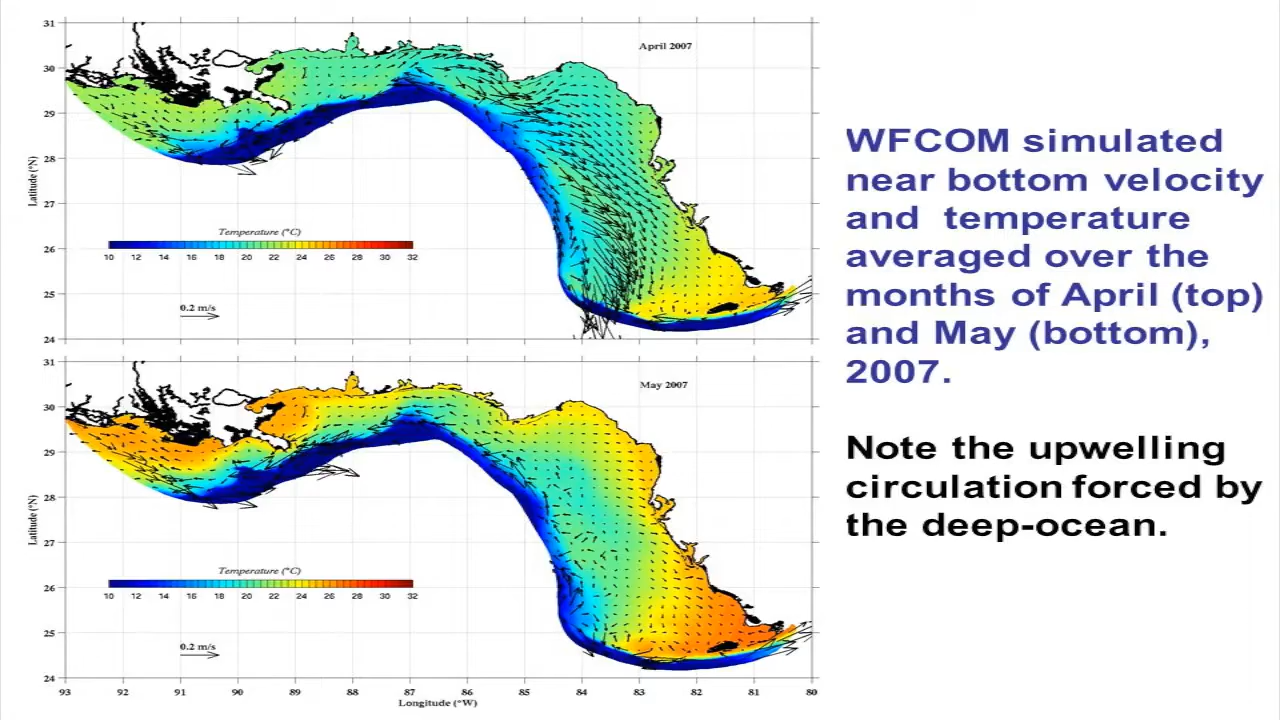 31
30
29
28
27
26
25
24
Latitude (°N)
April 2007
Temperature (°C)
10 12 14 16 18 20 22 24 26 28 30 32
0.2 m/s
31
30
29
28
27
26
25
24
Latitude (°N)
May 2007
Temperature (°C)
10 12 14 16 18 20 22 24 26 28 30 32
0.2 m/s
93 92 91 90 89 88 87 86 85 84 83 82 81 80
Longitude (°W)
WFCOM simulated
near bottom velocity
and temperature
averaged over the
months of April (top)
and May (bottom),
2007.
Note the upwelling
circulation forced by
the deep-ocean.